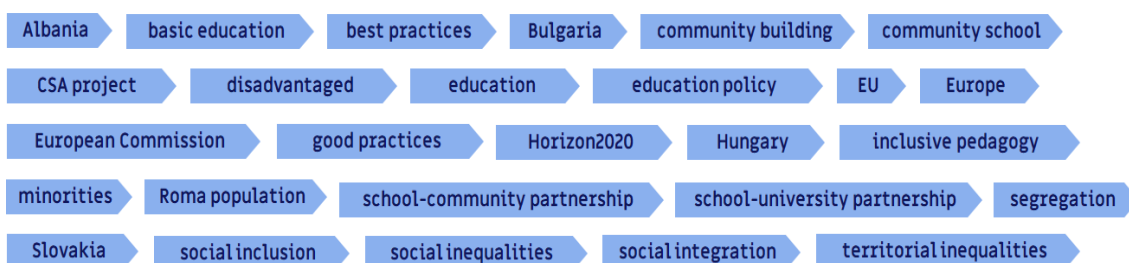 Albania basic education best practices Bulgaria community building community school
CSA project disadvantaged education education policy EU Europe
European Commission good practices Horizon2020 Hungary inclusive pedagogy
minorities Roma population school-community partnership school-university partnership segregation
Slovakia social inclusion social inequalities social integration territorial inequalities